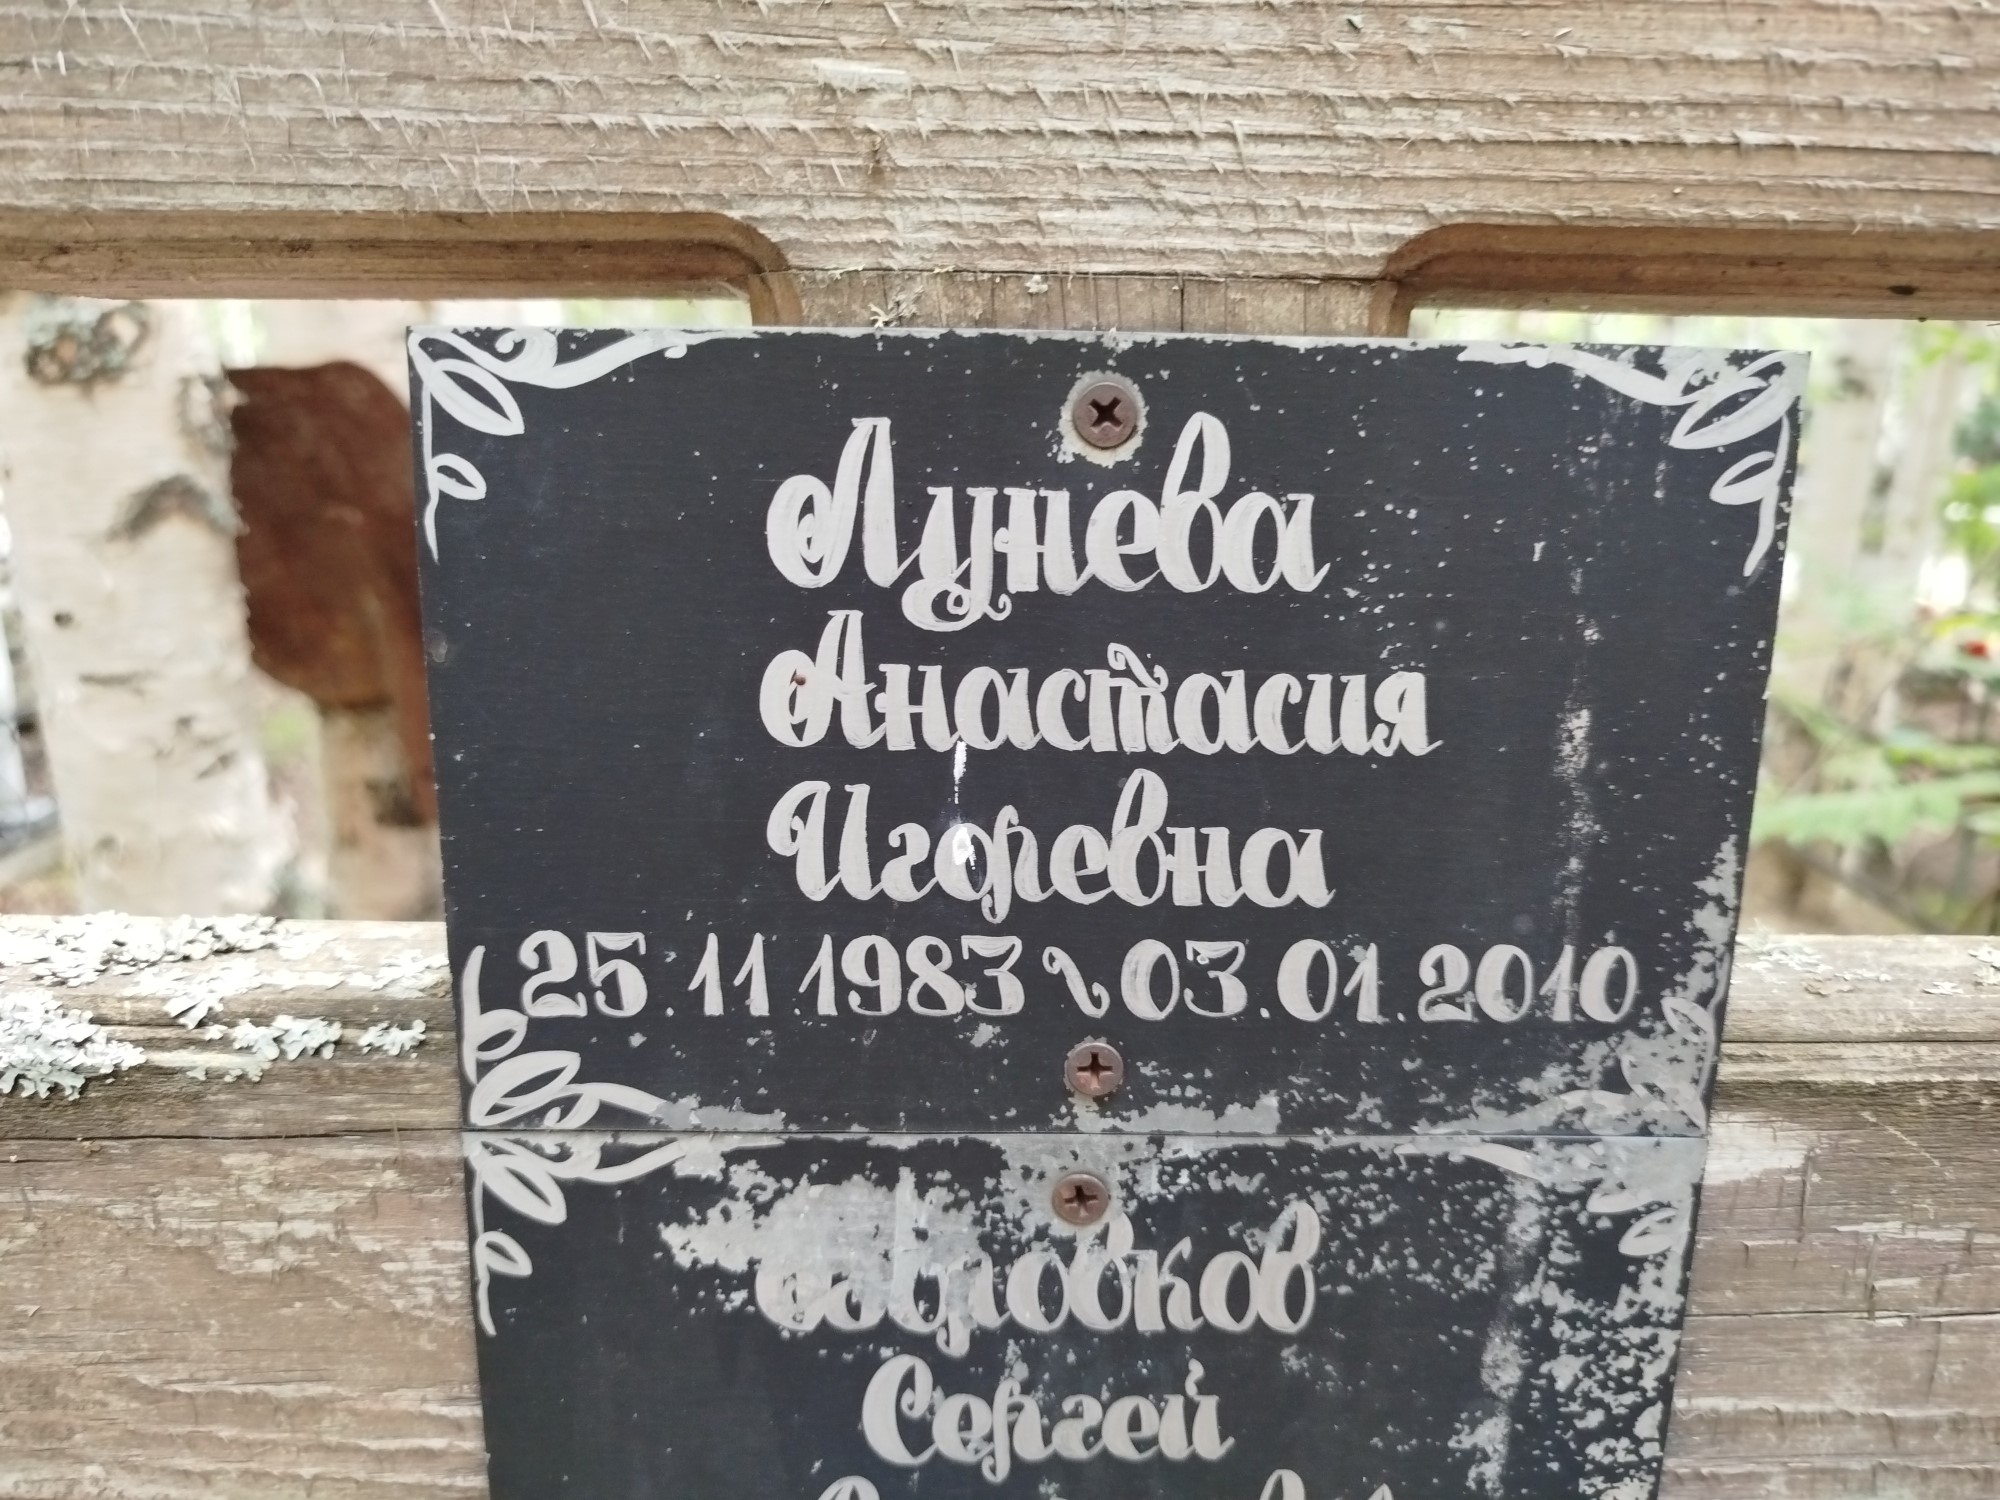 Лунева
Анастасия
Игоревна
25.11.1983 ~ 03.01.2010
Сергей